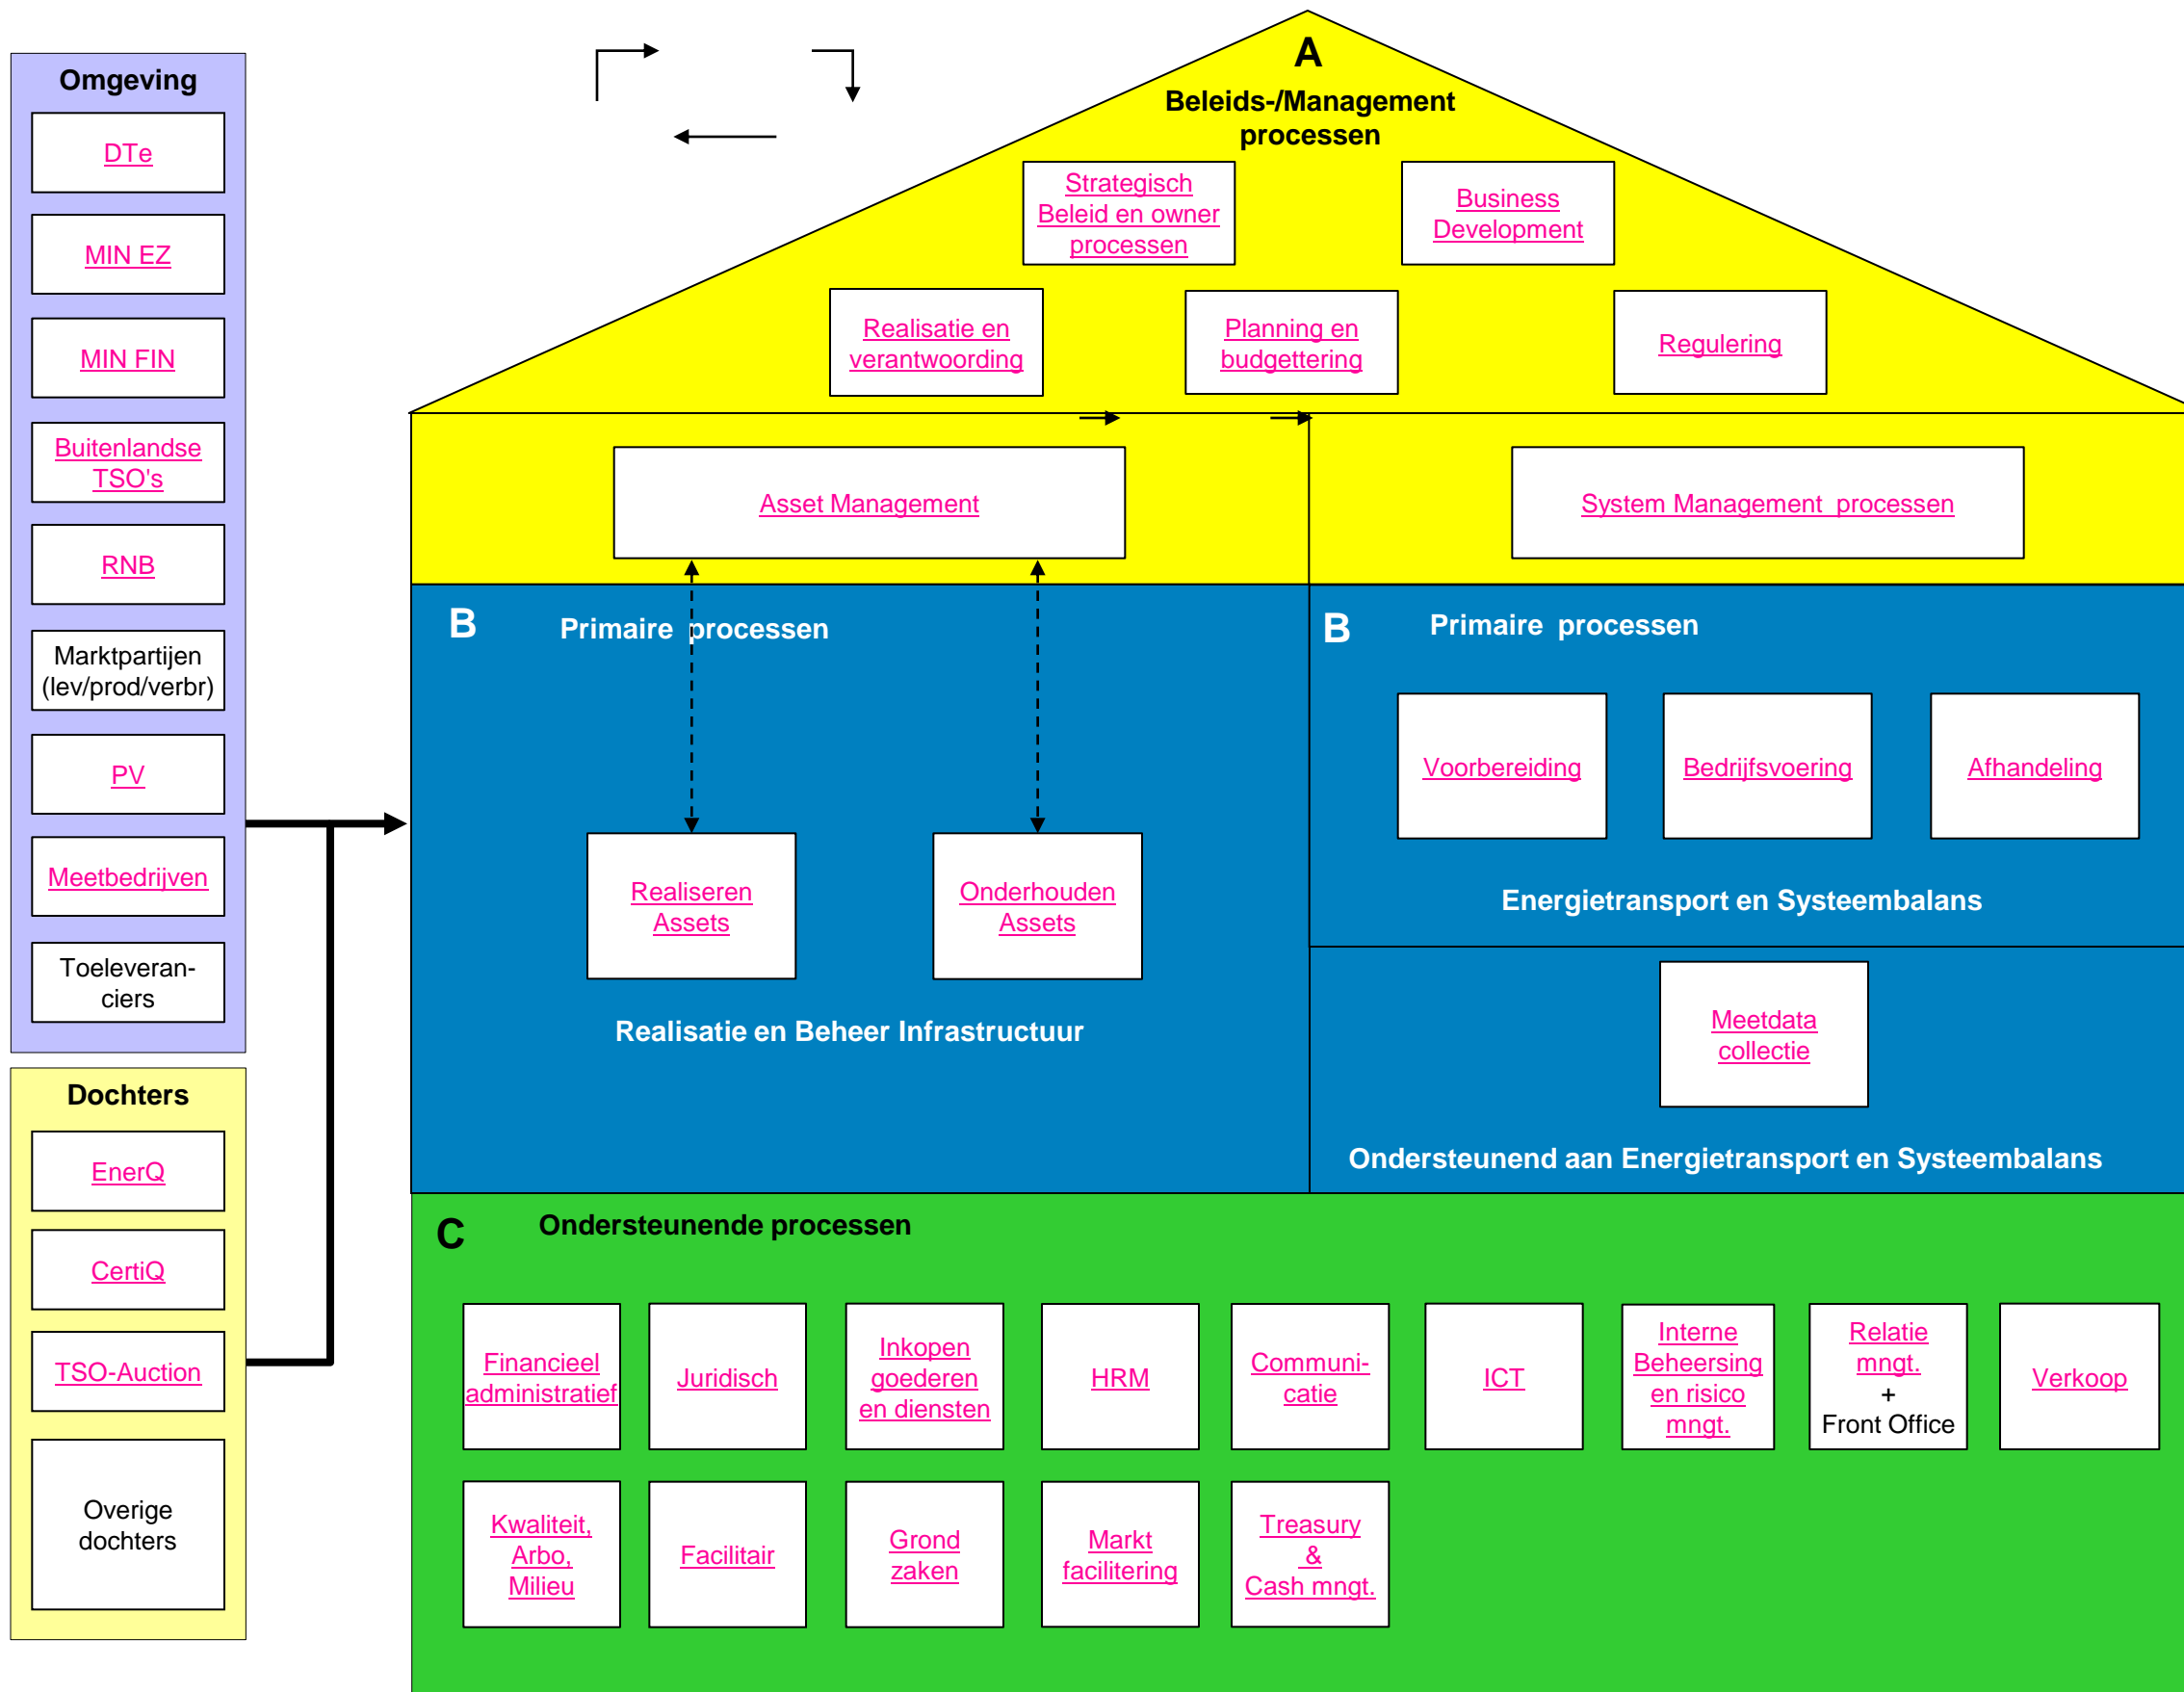 Omgeving
DTe
MIN EZ
MIN FIN
Buitenlandse
TSO's
RNB
Marktpartijen
(lev/prod/verbr)
PV
Meetbedrijven
Toeleveran-
ciers
Dochters
EnerQ
CertiQ
TSO-Auction
Overige
dochters
A
Beleids-/Management
processen
Strategisch
Beleid en owner
processen
Business
Development
Realisatie en
verantwoording
Planning en
budgettering
Regulering
Asset Management
System Management  processen
B
Primaire  processen
Realiseren
Assets
Onderhouden
Assets
Realisatie en Beheer Infrastructuur
B
Primaire  processen
Voorbereiding
Bedrijfsvoering
Afhandeling
Energietransport en Systeembalans
Meetdata
collectie
Ondersteunend aan Energietransport en Systeembalans
C
Ondersteunende processen
Financieel
administratief
Juridisch
Inkopen
goederen
en diensten
HRM
Communi-
catie
ICT
Interne
Beheersing
en risico
mngt.
Relatie
mngt.
+
Front Office
Verkoop
Kwaliteit,
Arbo,
Milieu
Facilitair
Grond
zaken
Markt
facilitering
Treasury
&
Cash mngt.